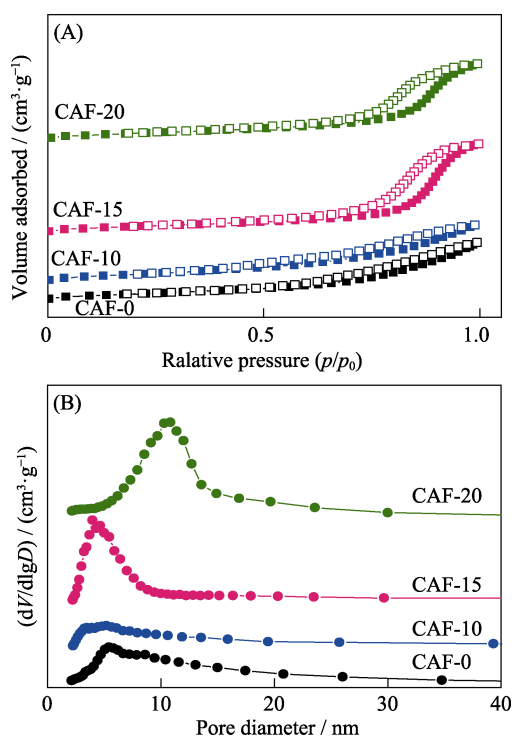 (A)
CAF-20
CAF-15
CAF-10
CAF-0
Volume adsorbed / (cm³·g⁻¹)
0 0.5 1.0
Ralative pressure (p/p₀)
(B)
CAF-20
CAF-15
CAF-10
CAF-0
(dV/dlgD) / (cm³·g⁻¹)
0 10 20 30 40
Pore diameter / nm